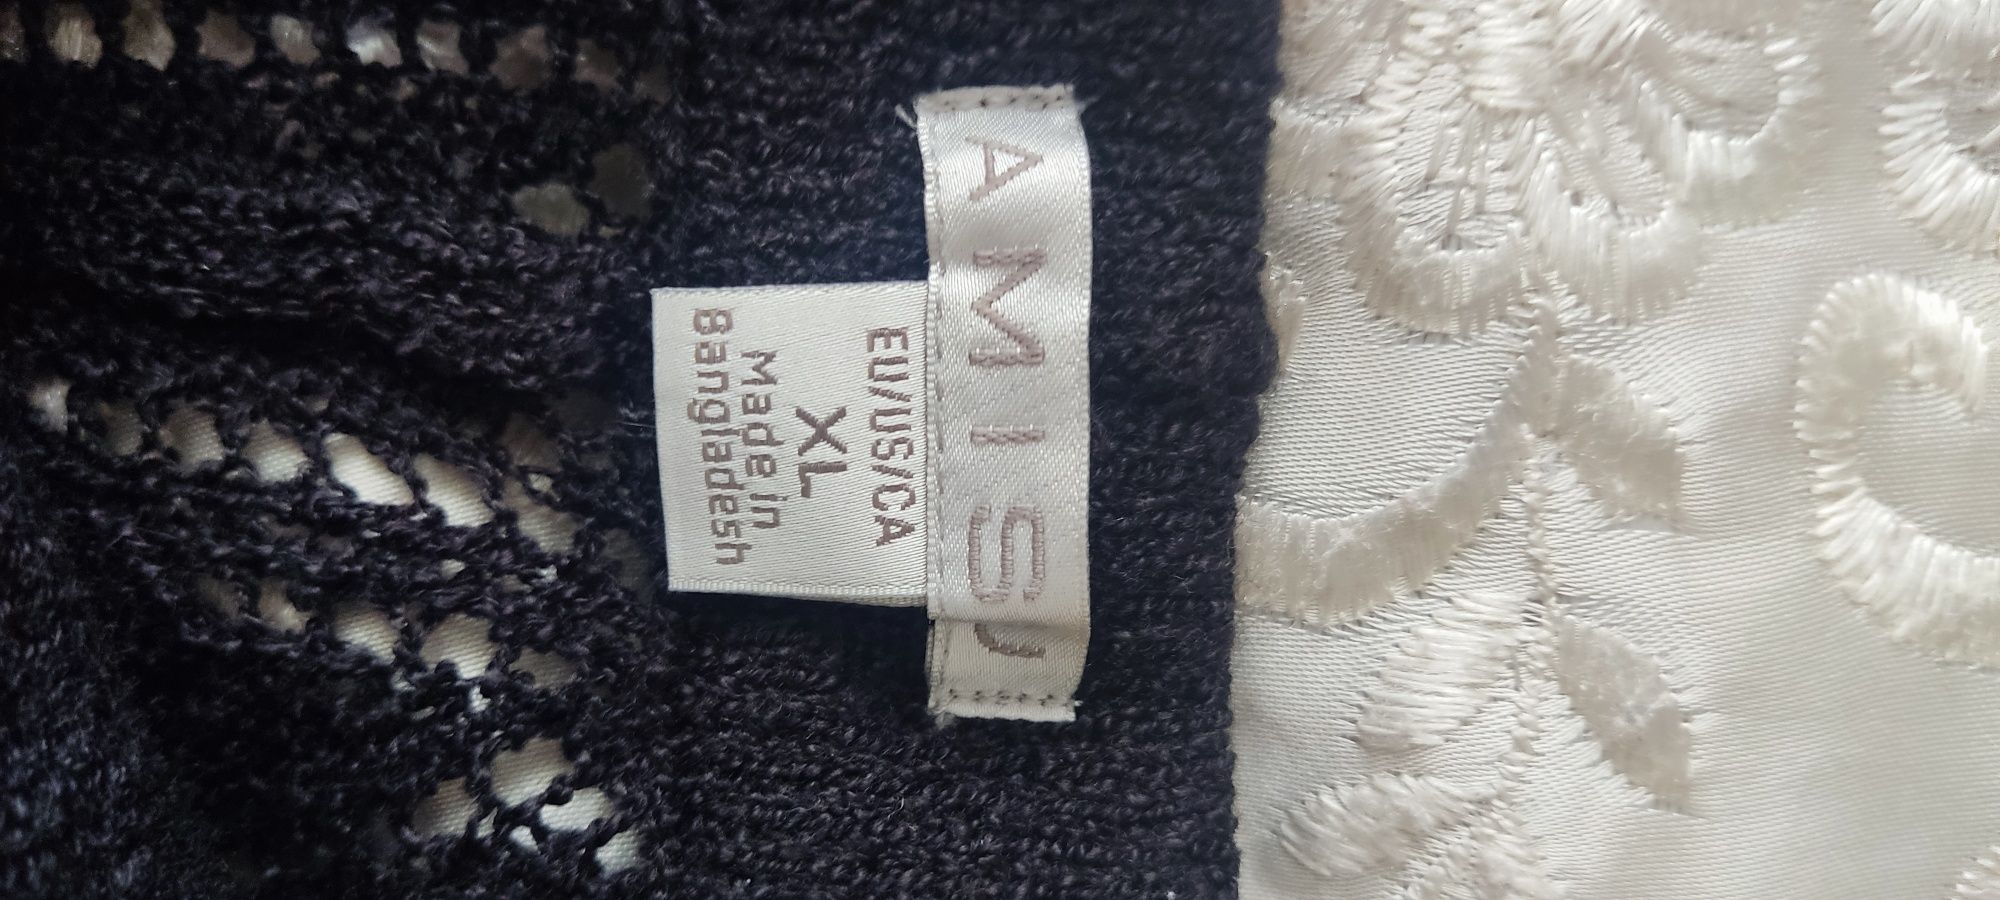 AMISU
EU/US/CA
XL
Made in
Bangladesh